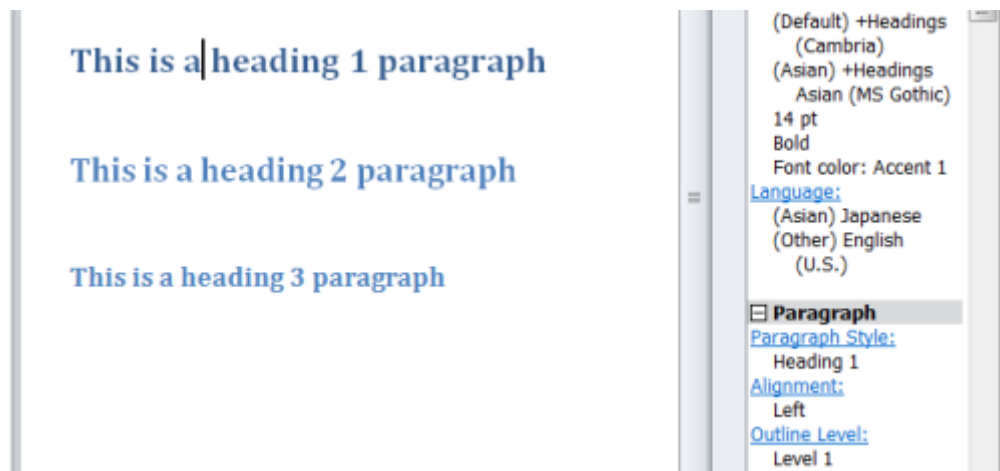 This is a heading 1 paragraph
This is a heading 2 paragraph
This is a heading 3 paragraph
(Default) +Headings
(Cambria)
(Asian) +Headings
Asian (MS Gothic)
14 pt
Bold
Font color: Accent 1
Language:
(Asian) Japanese
(Other) English
(U.S.)
Paragraph
Paragraph Style:
Heading 1
Alignment:
Left
Outline Level:
Level 1